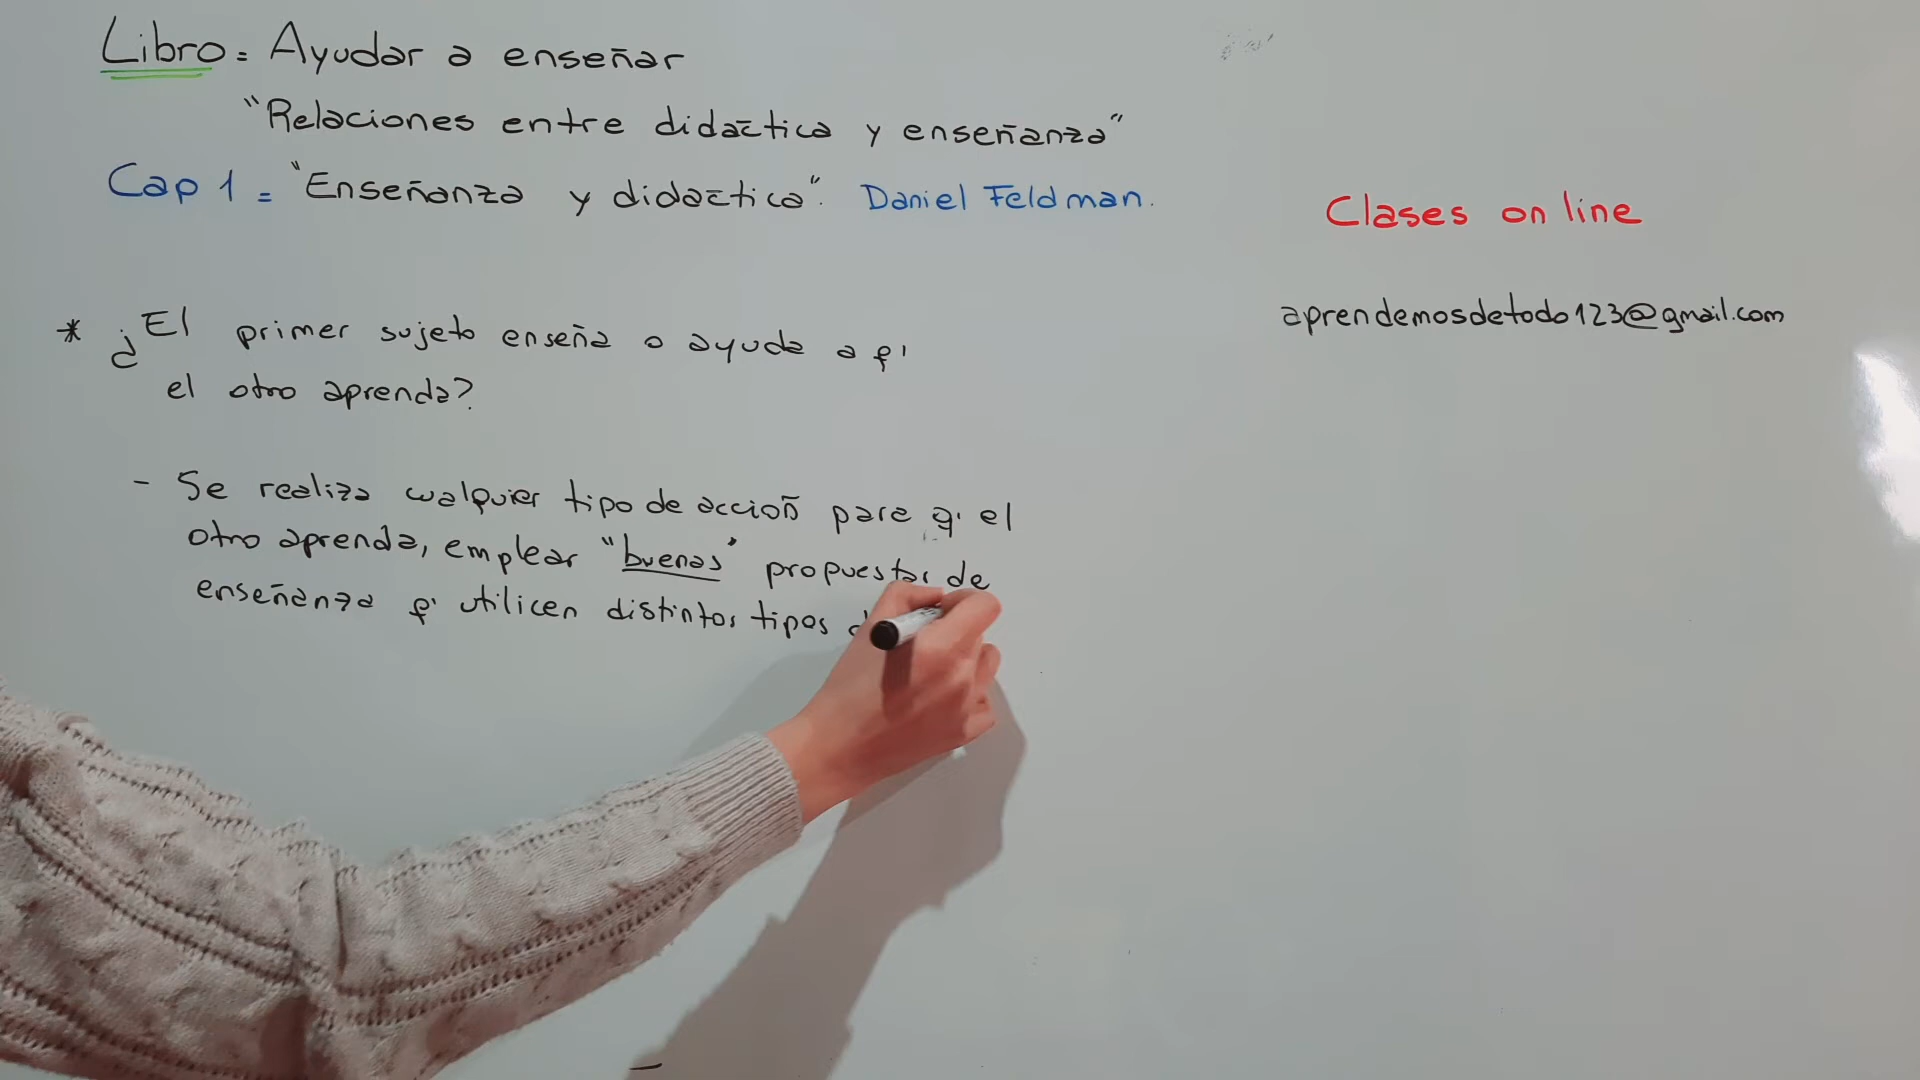 Libro = Ayudar a enseñar
"Relaciones entre didáctica y enseñanza"
Cap 1 = "Enseñanza y didáctica". Daniel Feldman.
Clases on line
aprendemosdetodo123@gmail.com
* ¿El primer sujeto enseña o ayuda a q'
el otro aprenda?
- Se realiza cualquier tipo de acción para q' el
otro aprenda, emplear "buenas" propuestas de
enseñanza q' utilicen distintos tipos